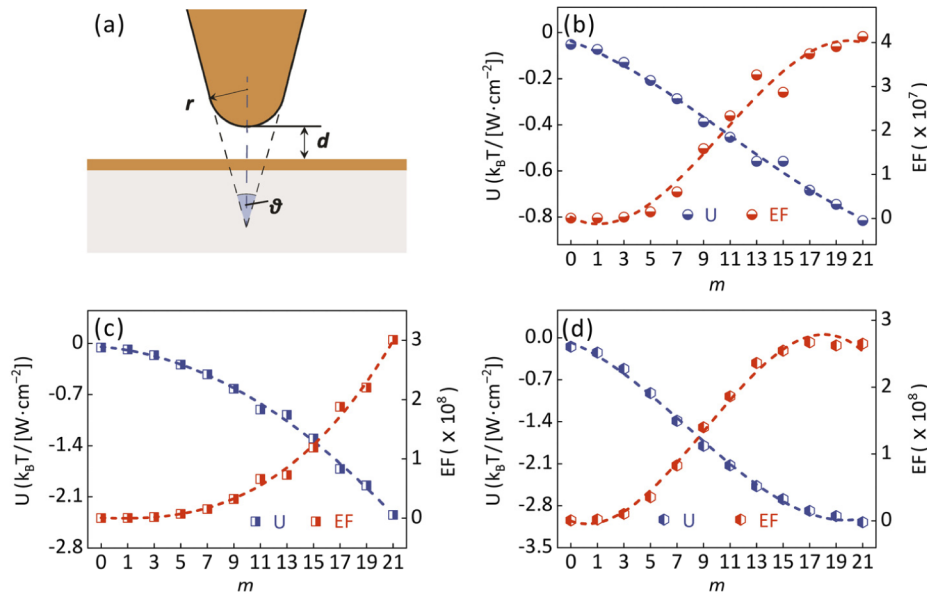 (a)
r
d
ϑ
(b)
U (kBT/[W·cm⁻²])
0
-0.2
-0.4
-0.6
-0.8
EF ( x 10⁷)
4
3
2
1
0
U EF
0 1 3 5 7 9 11 13 15 17 19 21
m
(c)
U (kBT/[W·cm⁻²])
0
-0.7
-1.4
-2.1
-2.8
EF ( x 10⁸)
3
2
1
0
U EF
0 1 3 5 7 9 11 13 15 17 19 21
m
(d)
U (kBT/[W·cm⁻²])
0.0
-0.7
-1.4
-2.1
-2.8
-3.5
EF ( x 10⁸)
3
2
1
0
U EF
0 1 3 5 7 9 11 13 15 17 19 21
m